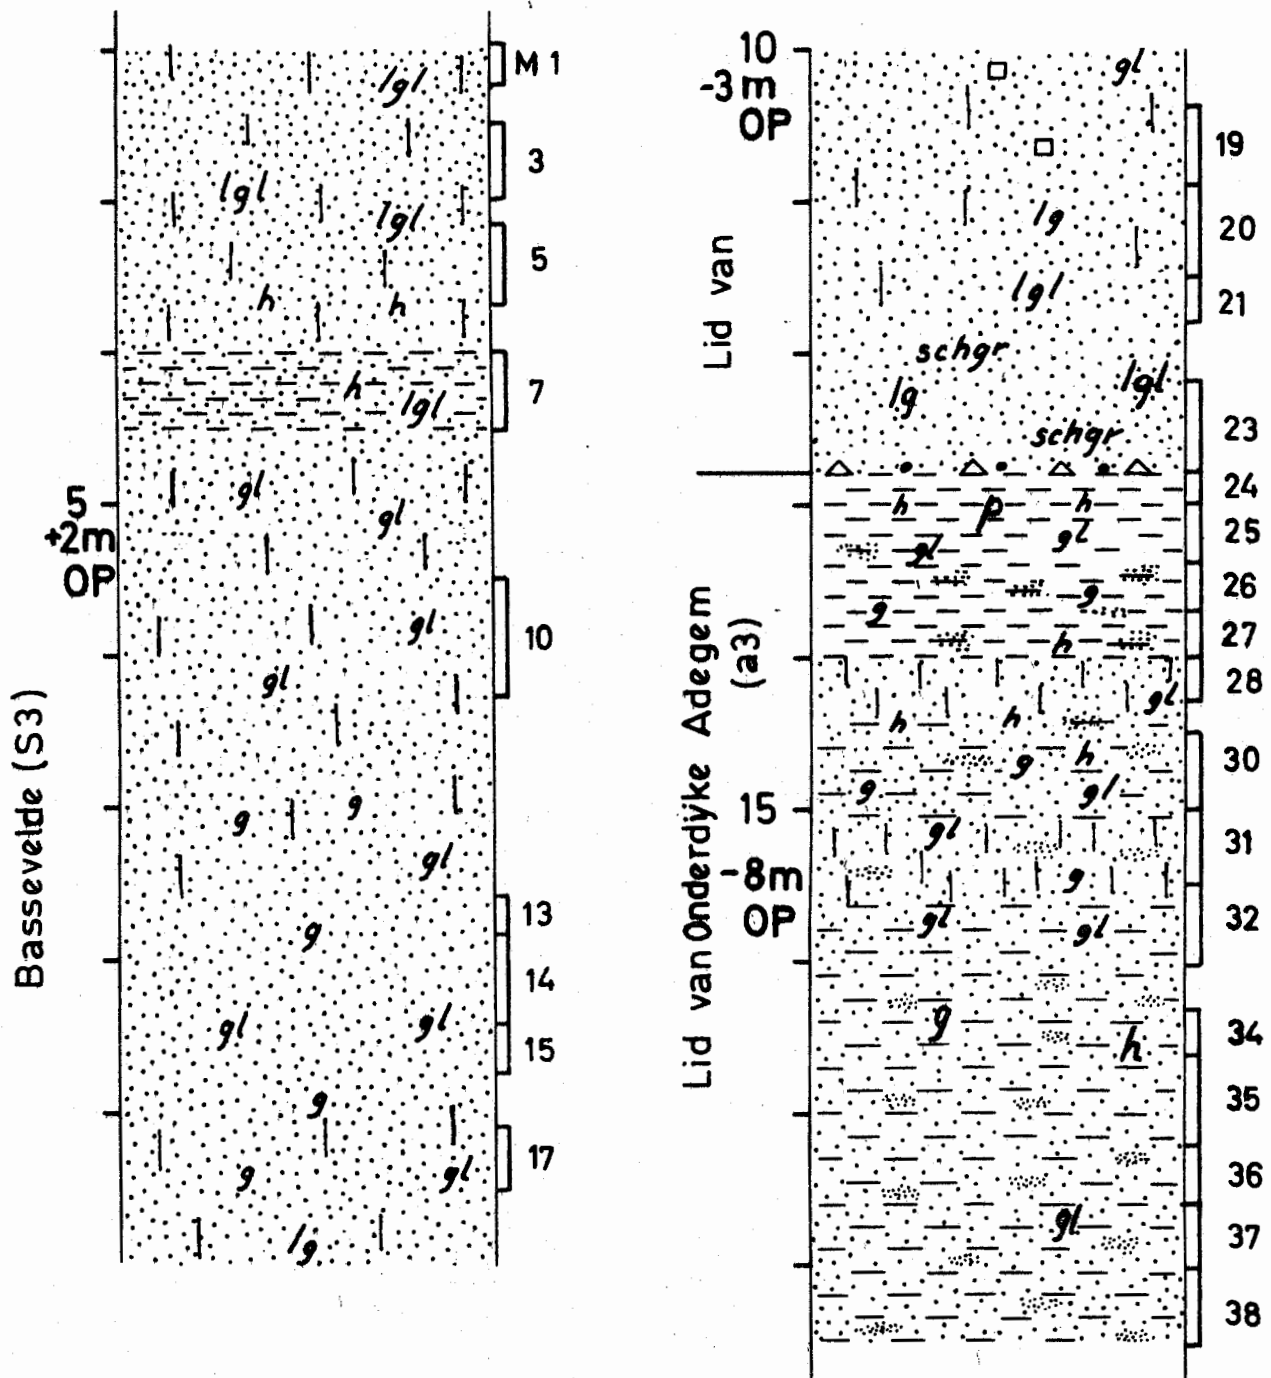 M 1
lgl
3
lgl
lgl
5
h h
7
h
lgl
gl
5
+2m
OP
gl
gl
10
gl
g
g
gl
13
g
14
gl gl
15
g
17
g
gl
lg
Bassevelde (S3)
10
-3m
OP
gl
19
lg
20
lgl
21
schgr
lgl
lg
schgr
23
24
h p h
gl
gl
25
g
26
g
h
27
28
gl
h h
h
g
30
g
gl
15
gl
31
-8m
OP
g
gl gl
32
g
h
34
35
36
gl
37
38
Lid van
Lid van Onderdijke Adegem
(a3)